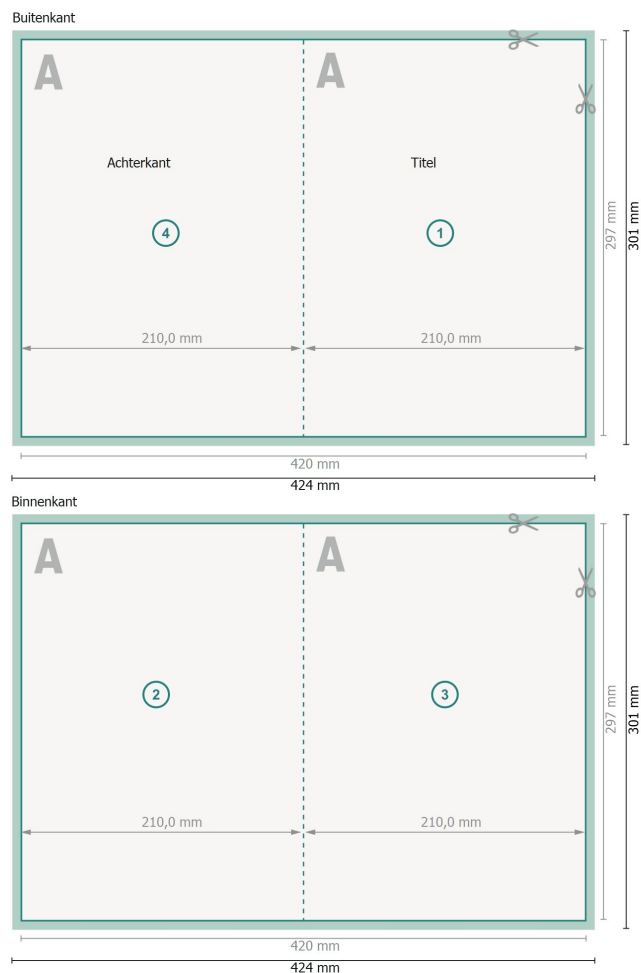 Buitenkant
A A
Achterkant Titel
4 1
297 mm
301 mm
210,0 mm 210,0 mm
420 mm
424 mm
Binnenkant
A A
2 3
297 mm
301 mm
210,0 mm 210,0 mm
420 mm
424 mm